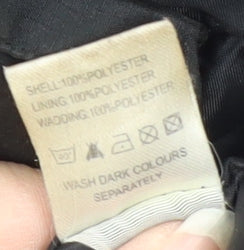 SHELL:100%POLYESTER
LINING:100%POLYESTER
WADDING:100%POLYESTER
WASH DARK COLOURS
SEPARATELY